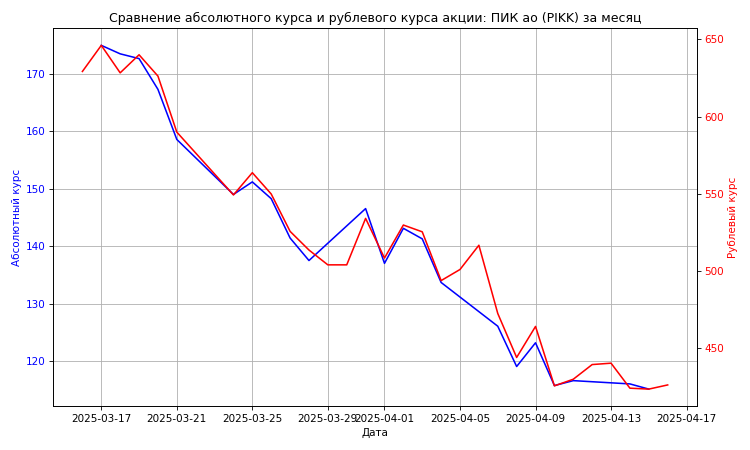 Сравнение абсолютного курса и рублевого курса акции: ПИК ао (PIKK) за месяц
650
170
600
160
Абсолютный курс
150
550
Рублевый курс
140
500
130
450
120
2025-03-17 2025-03-21 2025-03-25 2025-03-29 2025-04-01 2025-04-05 2025-04-09 2025-04-13 2025-04-17
Дата